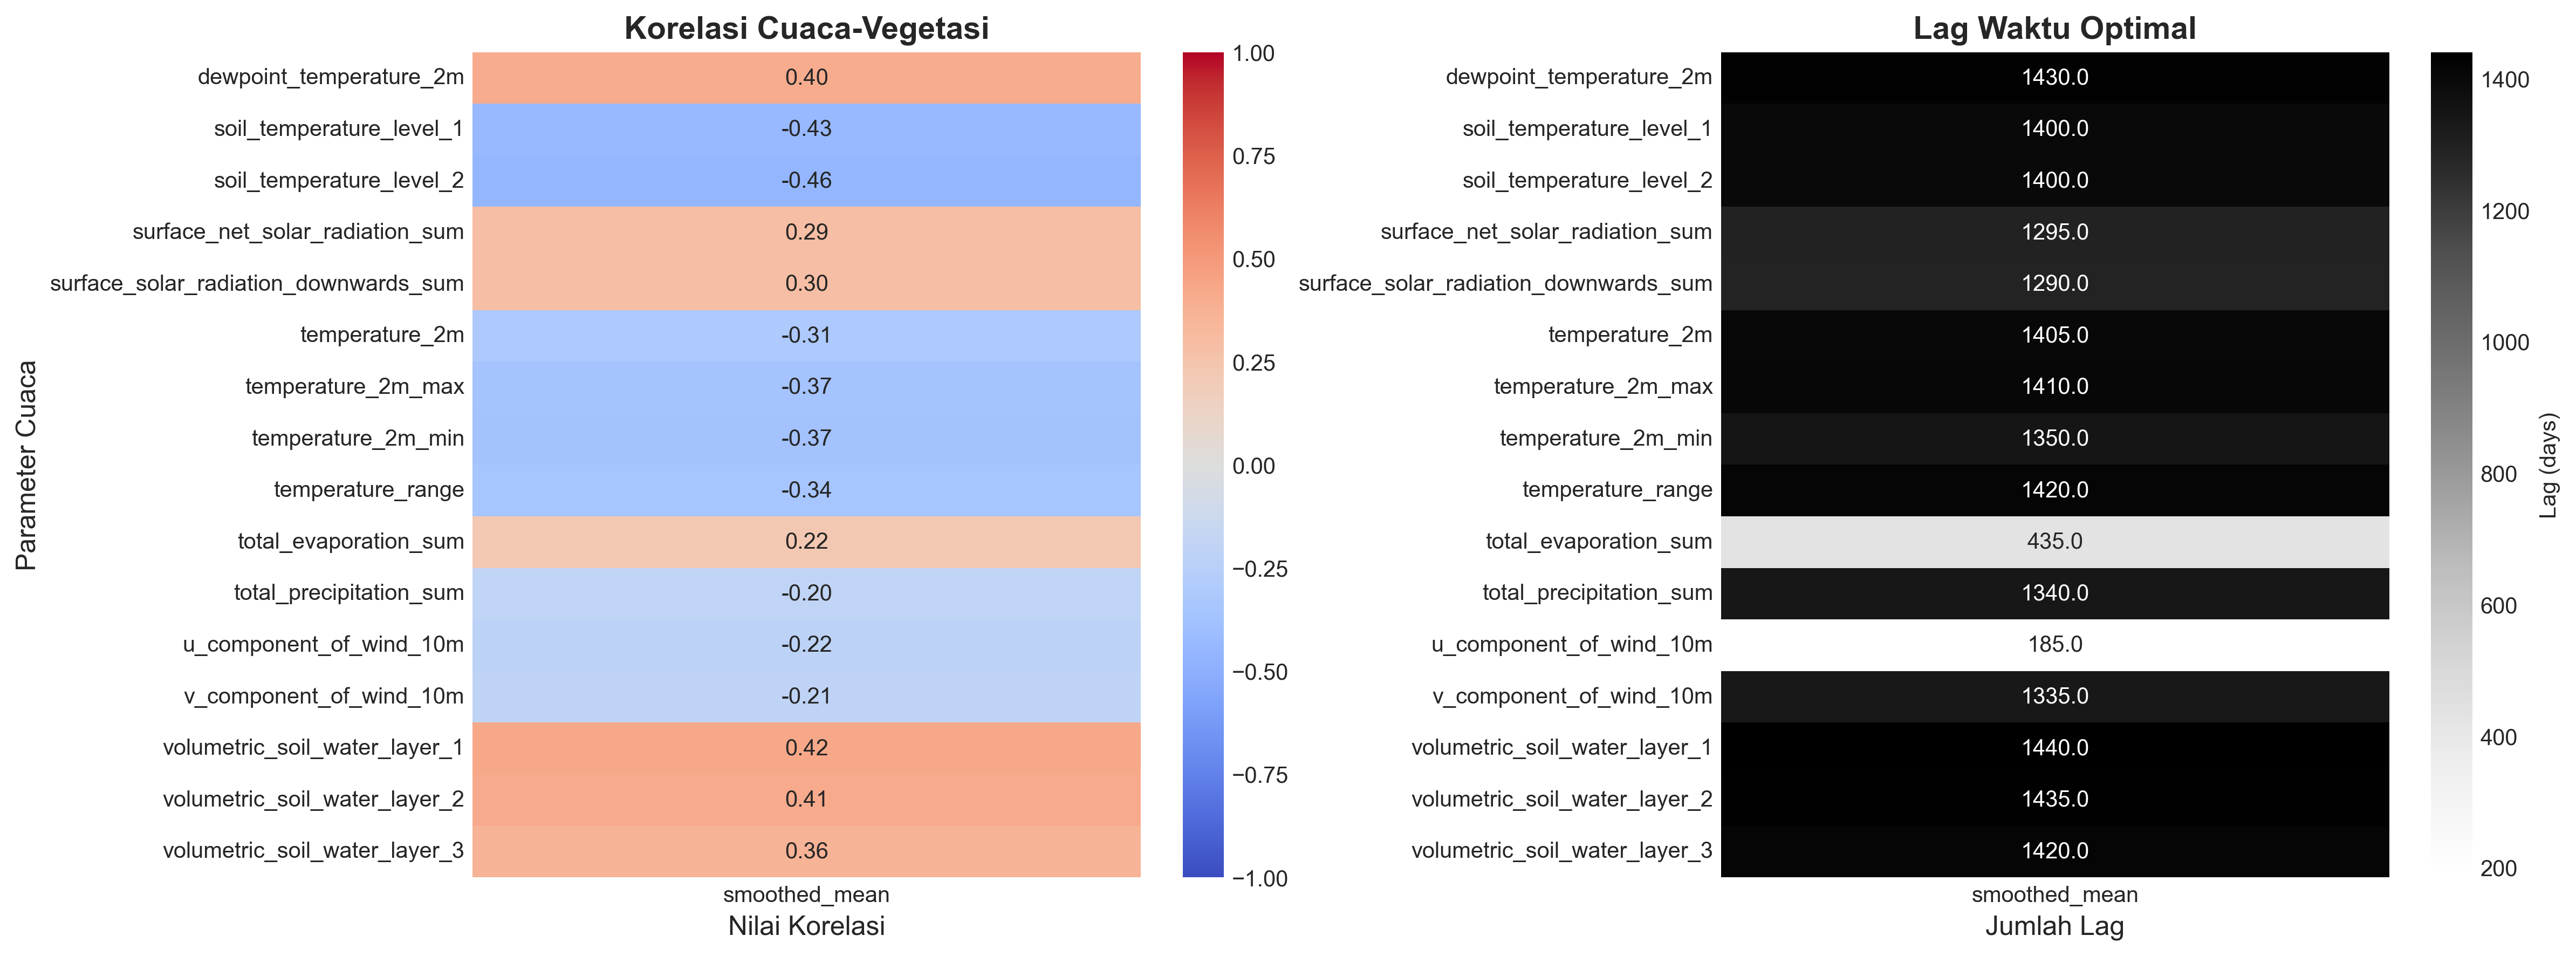 Korelasi Cuaca-Vegetasi
Parameter Cuaca
dewpoint_temperature_2m 0.40
soil_temperature_level_1 -0.43
soil_temperature_level_2 -0.46
surface_net_solar_radiation_sum 0.29
surface_solar_radiation_downwards_sum 0.30
temperature_2m -0.31
temperature_2m_max -0.37
temperature_2m_min -0.37
temperature_range -0.34
total_evaporation_sum 0.22
total_precipitation_sum -0.20
u_component_of_wind_10m -0.22
v_component_of_wind_10m -0.21
volumetric_soil_water_layer_1 0.42
volumetric_soil_water_layer_2 0.41
volumetric_soil_water_layer_3 0.36
smoothed_mean
Nilai Korelasi
1.00
0.75
0.50
0.25
0.00
−0.25
−0.50
−0.75
−1.00
Lag Waktu Optimal
dewpoint_temperature_2m 1430.0
soil_temperature_level_1 1400.0
soil_temperature_level_2 1400.0
surface_net_solar_radiation_sum 1295.0
surface_solar_radiation_downwards_sum 1290.0
temperature_2m 1405.0
temperature_2m_max 1410.0
temperature_2m_min 1350.0
temperature_range 1420.0
total_evaporation_sum 435.0
total_precipitation_sum 1340.0
u_component_of_wind_10m 185.0
v_component_of_wind_10m 1335.0
volumetric_soil_water_layer_1 1440.0
volumetric_soil_water_layer_2 1435.0
volumetric_soil_water_layer_3 1420.0
smoothed_mean
Jumlah Lag
1400
1200
1000
800
600
400
200
Lag (days)